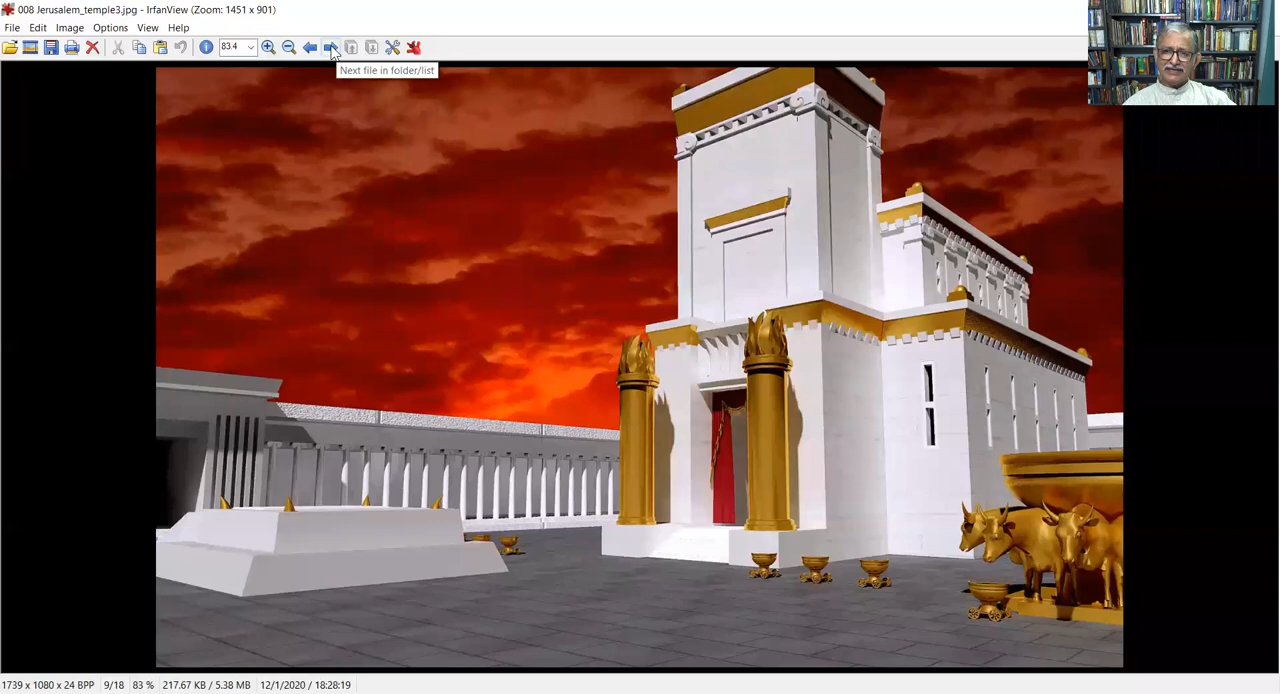 008 Jerusalem_temple3.jpg - IrfanView (Zoom: 1451 x 901)
File Edit Image Options View Help
83.4
Next file in folder/list
1739 x 1080 x 24 BPP 9/18 83 % 217.67 KB / 5.38 MB 12/1/2020 / 18:28:19